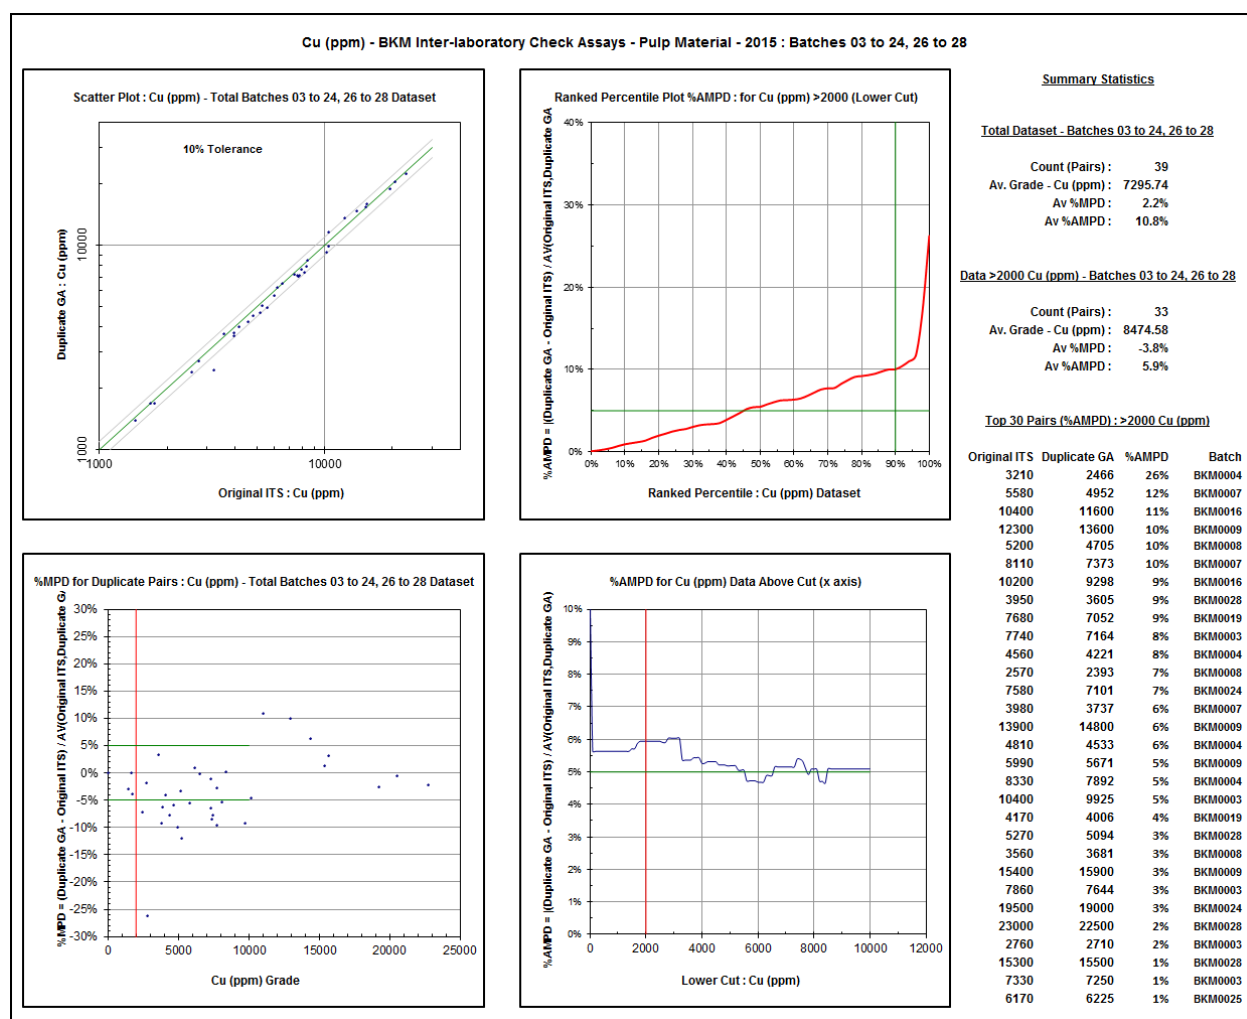 Cu (ppm) - BKM Inter-laboratory Check Assays - Pulp Material - 2015 : Batches 03 to 24, 26 to 28
Scatter Plot : Cu (ppm) - Total Batches 03 to 24, 26 to 28 Dataset
10% Tolerance
Duplicate GA : Cu (ppm)
10000
1000
1000
10000
Original ITS : Cu (ppm)
Ranked Percentile Plot %AMPD : for Cu (ppm) >2000 (Lower Cut)
%AMPD = |(Duplicate GA - Original ITS) / AV(Original ITS,Duplicate GA
40%
30%
20%
10%
0%
0% 10% 20% 30% 40% 50% 60% 70% 80% 90% 100%
Ranked Percentile : Cu (ppm) Dataset
%MPD for Duplicate Pairs : Cu (ppm) - Total Batches 03 to 24, 26 to 28 Dataset
%MPD = (Duplicate GA - Original ITS) / AV(Original ITS,Duplicate G
30%
25%
20%
15%
10%
5%
0%
-5%
-10%
-15%
-20%
-25%
-30%
0 5000 10000 15000 20000 25000
Cu (ppm) Grade
%AMPD for Cu (ppm) Data Above Cut (x axis)
%AMPD = |(Duplicate GA - Original ITS) / AV(Original ITS,Duplicate GA)
10%
9%
8%
7%
6%
5%
4%
3%
2%
1%
0%
0 2000 4000 6000 8000 10000 12000
Lower Cut : Cu (ppm)
Summary Statistics
Total Dataset - Batches 03 to 24, 26 to 28
Count (Pairs) : 39
Av. Grade - Cu (ppm) : 7295.74
Av %MPD : 2.2%
Av %AMPD : 10.8%
Data >2000 Cu (ppm) - Batches 03 to 24, 26 to 28
Count (Pairs) : 33
Av. Grade - Cu (ppm) : 8474.58
Av %MPD : -3.8%
Av %AMPD : 5.9%
Top 30 Pairs (%AMPD) : >2000 Cu (ppm)
Original ITS Duplicate GA %AMPD Batch
3210 2466 26% BKM0004
5580 4952 12% BKM0007
10400 11600 11% BKM0016
12300 13600 10% BKM0009
5200 4705 10% BKM0008
8110 7373 10% BKM0007
10200 9298 9% BKM0016
3950 3605 9% BKM0028
7680 7052 9% BKM0019
7740 7164 8% BKM0003
4560 4221 8% BKM0004
2570 2393 7% BKM0008
7580 7101 7% BKM0024
3980 3737 6% BKM0007
13900 14800 6% BKM0009
4810 4533 6% BKM0004
5990 5671 5% BKM0009
8330 7892 5% BKM0004
10400 9925 5% BKM0003
4170 4006 4% BKM0019
5270 5094 3% BKM0028
3560 3681 3% BKM0008
15400 15900 3% BKM0009
7860 7644 3% BKM0003
19500 19000 3% BKM0024
23000 22500 2% BKM0028
2760 2710 2% BKM0003
15300 15500 1% BKM0028
7330 7250 1% BKM0003
6170 6225 1% BKM0025